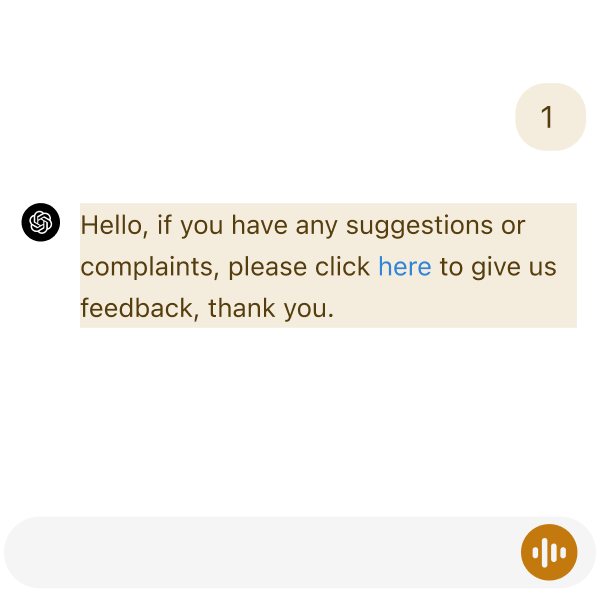 1
Hello, if you have any suggestions or
complaints, please click here to give us
feedback, thank you.